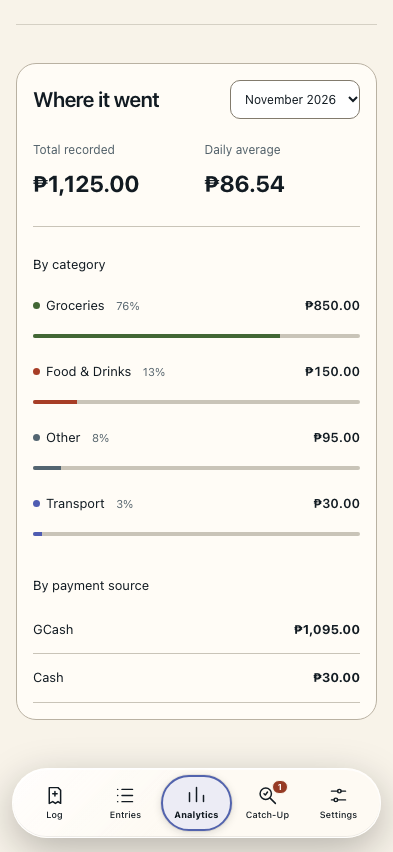 Where it went
November 2026
Total recorded
Daily average
₱1,125.00
₱86.54
By category
Groceries 76% ₱850.00
Food & Drinks 13% ₱150.00
Other 8% ₱95.00
Transport 3% ₱30.00
By payment source
GCash ₱1,095.00
Cash ₱30.00
1
Log Entries Analytics Catch-Up Settings